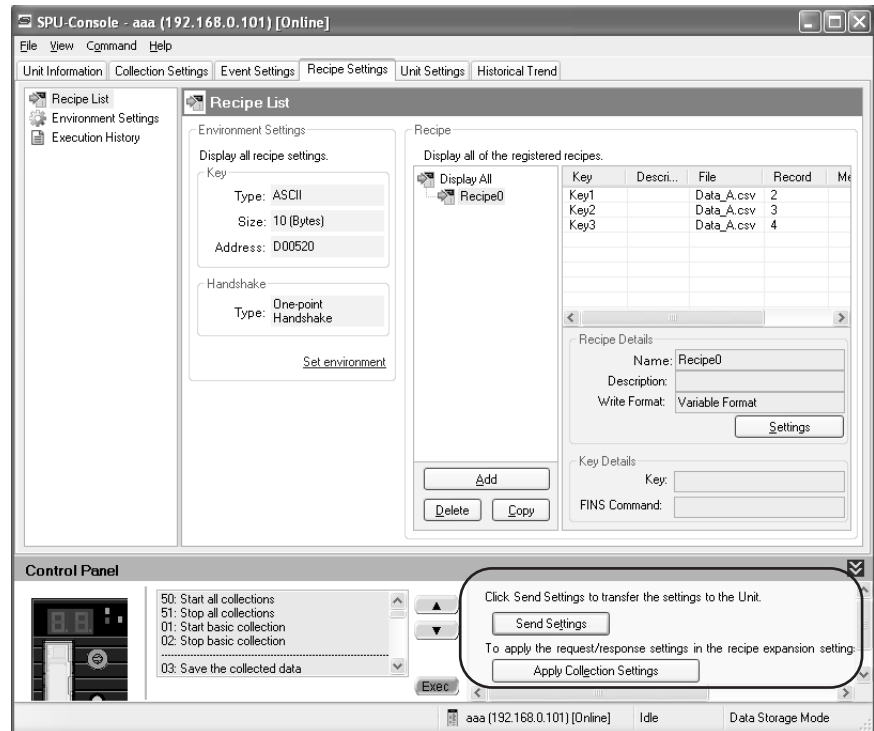 SPU-Console - aaa (192.168.0.101) [Online]
File View Command Help
Unit Information Collection Settings Event Settings Recipe Settings Unit Settings Historical Trend
Recipe List
Environment Settings
Execution History
Recipe List
Environment Settings
Display all recipe settings.
Key
Type: ASCII
Size: 10 (Bytes)
Address: D00520
Handshake
Type: One-point
Handshake
Set environment
Recipe
Display all of the registered recipes.
Display All
Recipe0
Add
Delete Copy
Key Descri... File Record Me
Key1 Data_A.csv 2
Key2 Data_A.csv 3
Key3 Data_A.csv 4
Recipe Details
Name: Recipe0
Description:
Write Format: Variable Format
Settings
Key Details
Key:
FINS Command:
Control Panel
8.8.
50: Start all collections
51: Stop all collections
01: Start basic collection
02: Stop basic collection
03: Save the collected data
Exec
Click Send Settings to transfer the settings to the Unit.
Send Settings
To apply the request/response settings in the recipe expansion setting
Apply Collection Settings
aaa (192.168.0.101) [Online] Idle Data Storage Mode